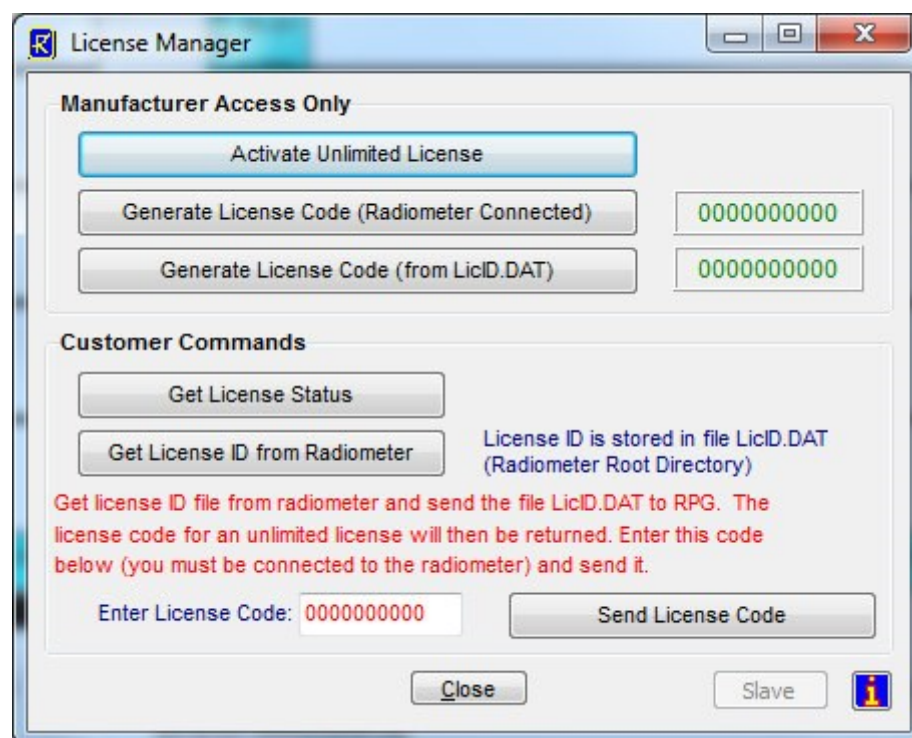 License Manager
Manufacturer Access Only
Activate Unlimited License
Generate License Code (Radiometer Connected)
0000000000
Generate License Code (from LicID.DAT)
0000000000
Customer Commands
Get License Status
Get License ID from Radiometer
License ID is stored in file LicID.DAT
(Radiometer Root Directory)
Get license ID file from radiometer and send the file LicID.DAT to RPG. The
license code for an unlimited license will then be returned. Enter this code
below (you must be connected to the radiometer) and send it.
Enter License Code: 0000000000
Send License Code
Close
Slave